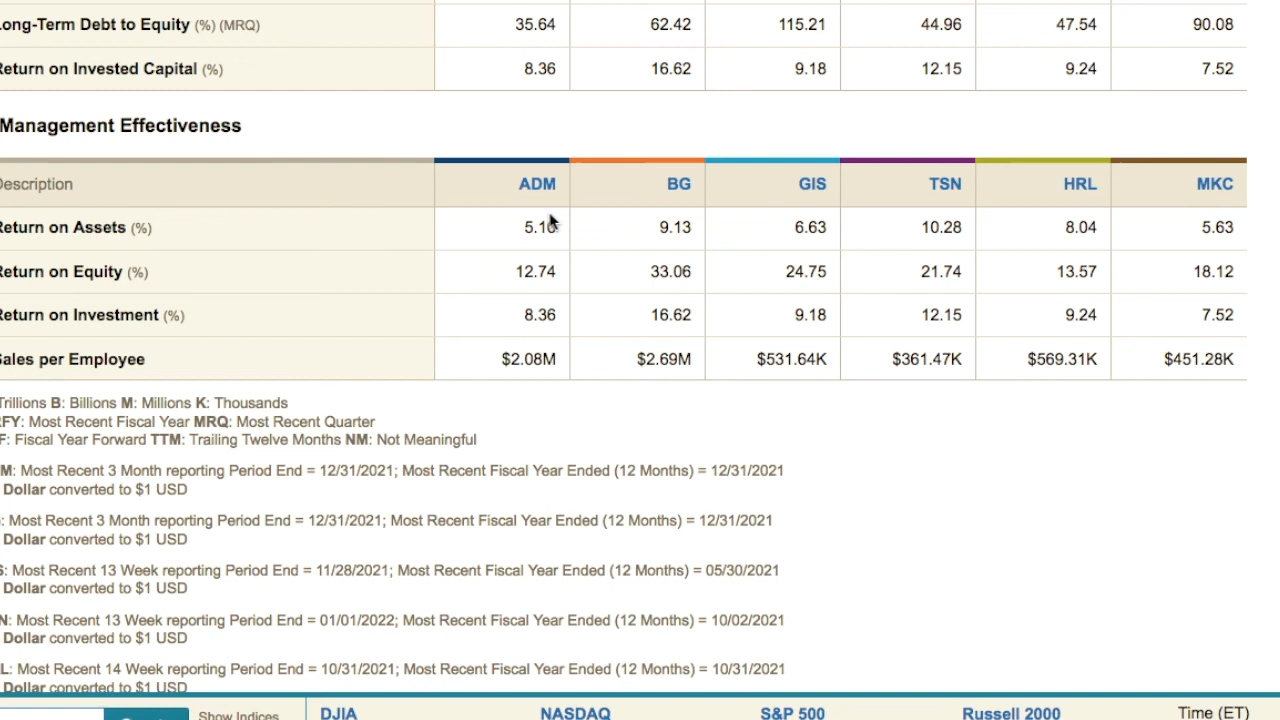 Long-Term Debt to Equity (%) (MRQ) 35.64 62.42 115.21 44.96 47.54 90.08
Return on Invested Capital (%) 8.36 16.62 9.18 12.15 9.24 7.52
Management Effectiveness
Description ADM BG GIS TSN HRL MKC
Return on Assets (%) 9.13 6.63 10.28 8.04 5.63
Return on Equity (%) 12.74 33.06 24.75 21.74 13.57 18.12
Return on Investment (%) 8.36 16.62 9.18 12.15 9.24 7.52
Sales per Employee $2.08M $2.69M $531.64K $361.47K $569.31K $451.28K
Trillions B: Billions M: Millions K: Thousands
RFY: Most Recent Fiscal Year MRQ: Most Recent Quarter
F: Fiscal Year Forward TTM: Trailing Twelve Months NM: Not Meaningful
M: Most Recent 3 Month reporting Period End = 12/31/2021; Most Recent Fiscal Year Ended (12 Months) = 12/31/2021
Dollar converted to $1 USD
: Most Recent 3 Month reporting Period End = 12/31/2021; Most Recent Fiscal Year Ended (12 Months) = 12/31/2021
Dollar converted to $1 USD
S: Most Recent 13 Week reporting Period End = 11/28/2021; Most Recent Fiscal Year Ended (12 Months) = 05/30/2021
Dollar converted to $1 USD
N: Most Recent 13 Week reporting Period End = 01/01/2022; Most Recent Fiscal Year Ended (12 Months) = 10/02/2021
Dollar converted to $1 USD
L: Most Recent 14 Week reporting Period End = 10/31/2021; Most Recent Fiscal Year Ended (12 Months) = 10/31/2021
Dollar converted to $1 USD
Show Indices DJIA NASDAQ S&P 500 Russell 2000 Time (ET)